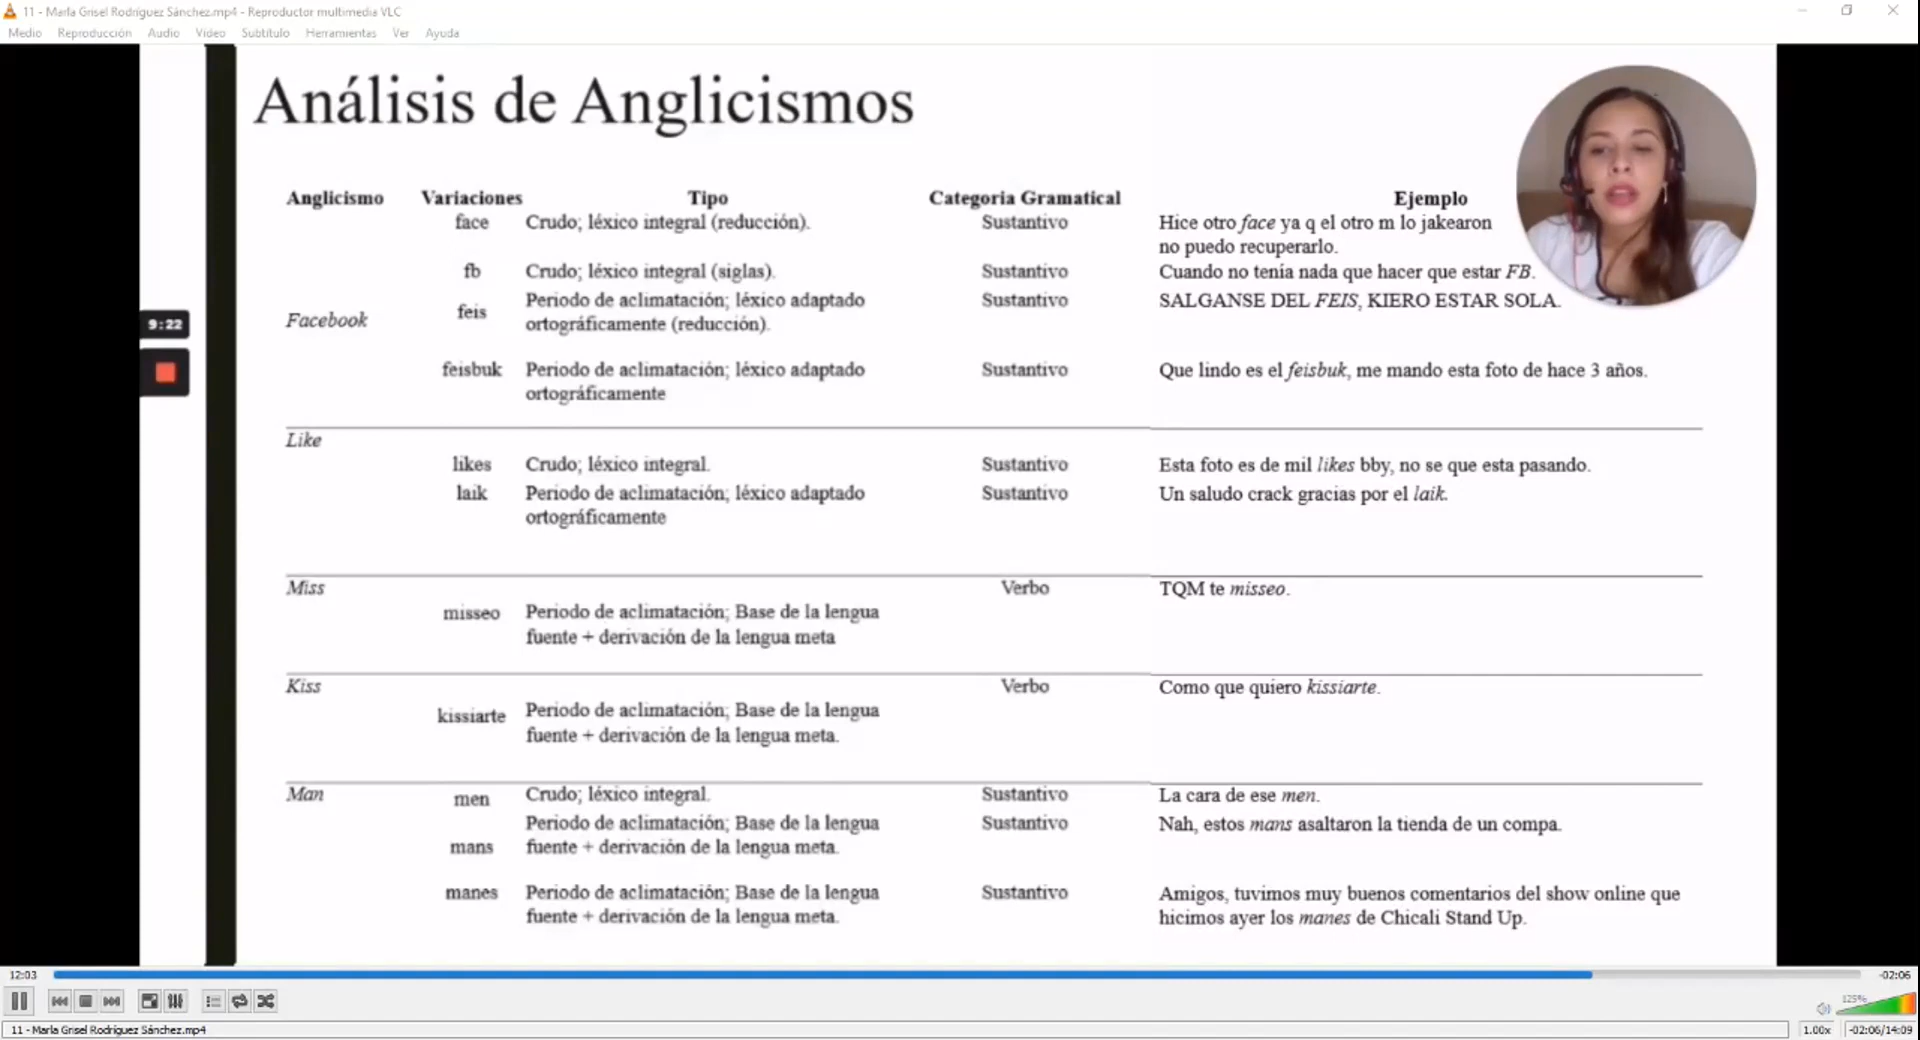 11 - Marla Grisel Rodríguez Sánchez.mp4 - Reproductor multimedia VLC
Medio Reproducción Audio Video Subtítulo Herramientas Ver Ayuda
Análisis de Anglicismos
Anglicismo Variaciones Tipo Categoria Gramatical Ejemplo
face Crudo; léxico integral (reducción). Sustantivo Hice otro face ya q el otro m lo jakearon
no puedo recuperarlo.
fb Crudo; léxico integral (siglas). Sustantivo Cuando no tenía nada que hacer que estar FB.
Facebook feis Periodo de aclimatación; léxico adaptado Sustantivo SALGANSE DEL FEIS, KIERO ESTAR SOLA.
ortográficamente (reducción).
9:22
feisbuk Periodo de aclimatación; léxico adaptado Sustantivo Que lindo es el feisbuk, me mando esta foto de hace 3 años.
ortográficamente
Like
likes Crudo; léxico integral. Sustantivo Esta foto es de mil likes bby, no se que esta pasando.
laik Periodo de aclimatación; léxico adaptado Sustantivo Un saludo crack gracias por el laik.
ortográficamente
Miss Verbo TQM te misseo.
misseo Periodo de aclimatación; Base de la lengua
fuente + derivación de la lengua meta
Kiss Verbo Como que quiero kissiarte.
kissiarte Periodo de aclimatación; Base de la lengua
fuente + derivación de la lengua meta.
Man men Crudo; léxico integral. Sustantivo La cara de ese men.
Periodo de aclimatación; Base de la lengua Sustantivo Nah, estos mans asaltaron la tienda de un compa.
mans fuente + derivación de la lengua meta.
manes Periodo de aclimatación; Base de la lengua Sustantivo Amigos, tuvimos muy buenos comentarios del show online que
fuente + derivación de la lengua meta. hicimos ayer los manes de Chicali Stand Up.
12:03 -02:06
125%
11 - Marla Grisel Rodríguez Sánchez.mp4 1.00x -02:06/14:09